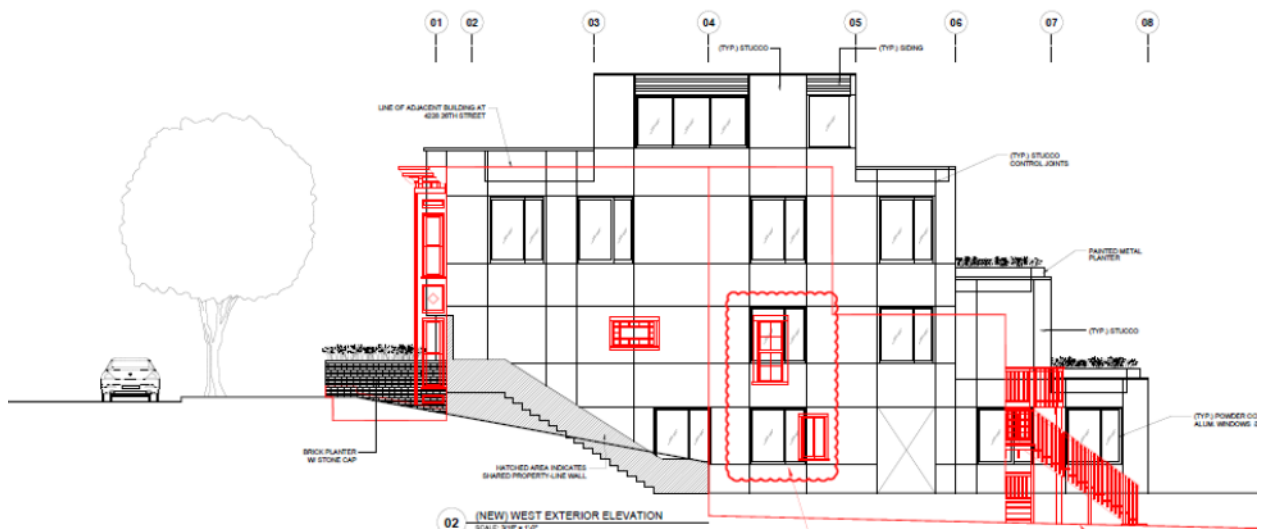 01 02 03 04 05 06 07 08
(TYP.) STUCCO
(TYP.) SIDING
LINE OF ADJACENT BUILDING AT
26TH STREET
(TYP.) STUCCO
CONTROL JOINTS
PAINTED METAL
PLANTER
(TYP.) STUCCO
(TYP.) POWDER CO
ALUM. WINDOWS
BRICK PLANTER
W/ STONE CAP
HATCHED AREA INDICATES
SHARED PROPERTY-LINE WALL
02 (NEW) WEST EXTERIOR ELEVATION